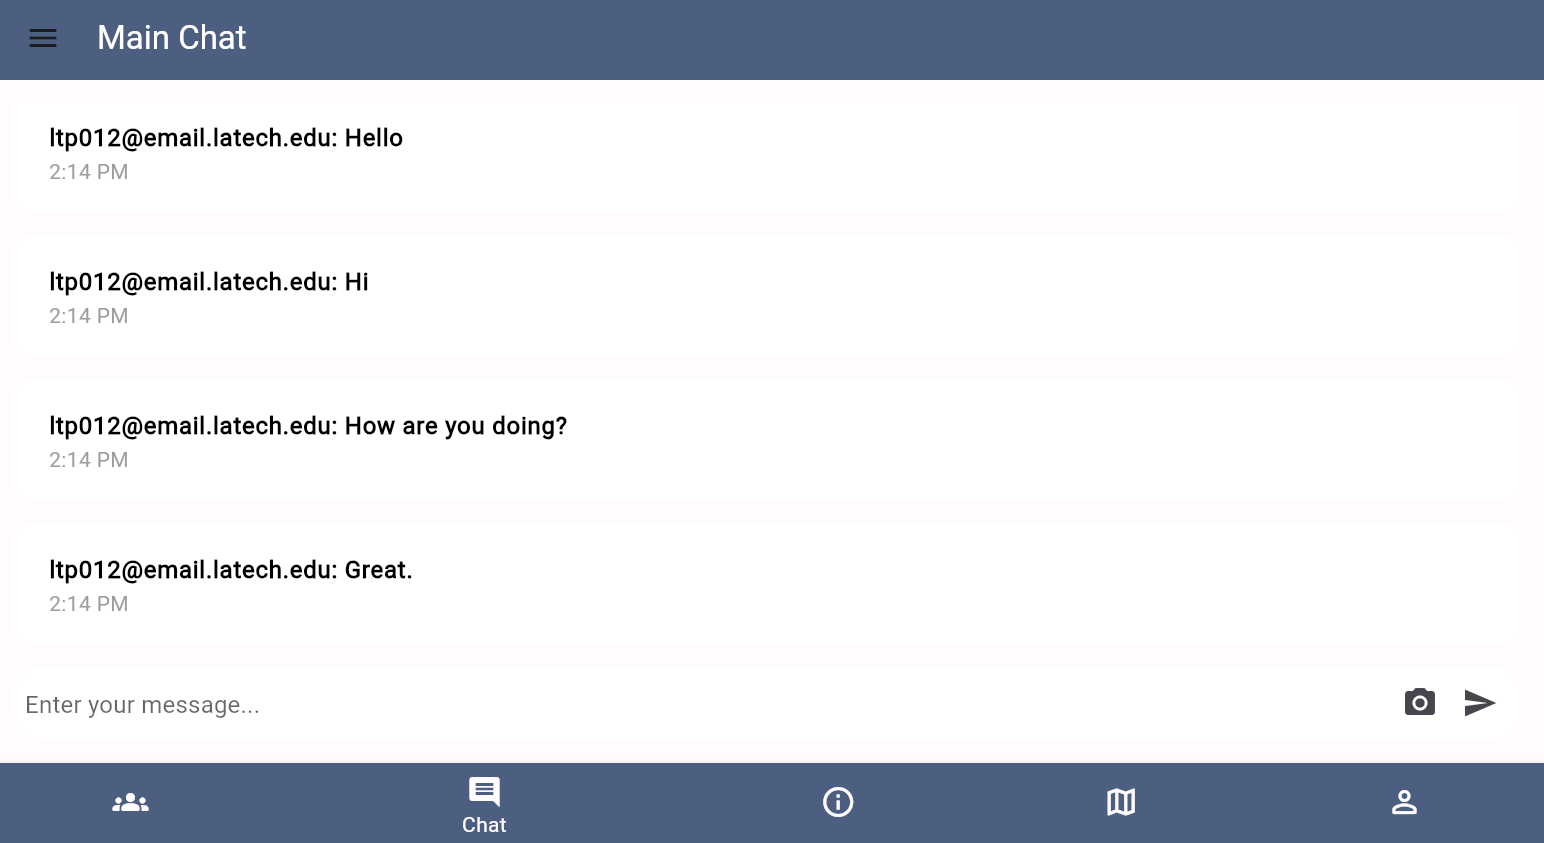 Main Chat
ltp012@email.latech.edu: Hello
2:14 PM
ltp012@email.latech.edu: Hi
2:14 PM
ltp012@email.latech.edu: How are you doing?
2:14 PM
ltp012@email.latech.edu: Great.
2:14 PM
Enter your message...
Chat